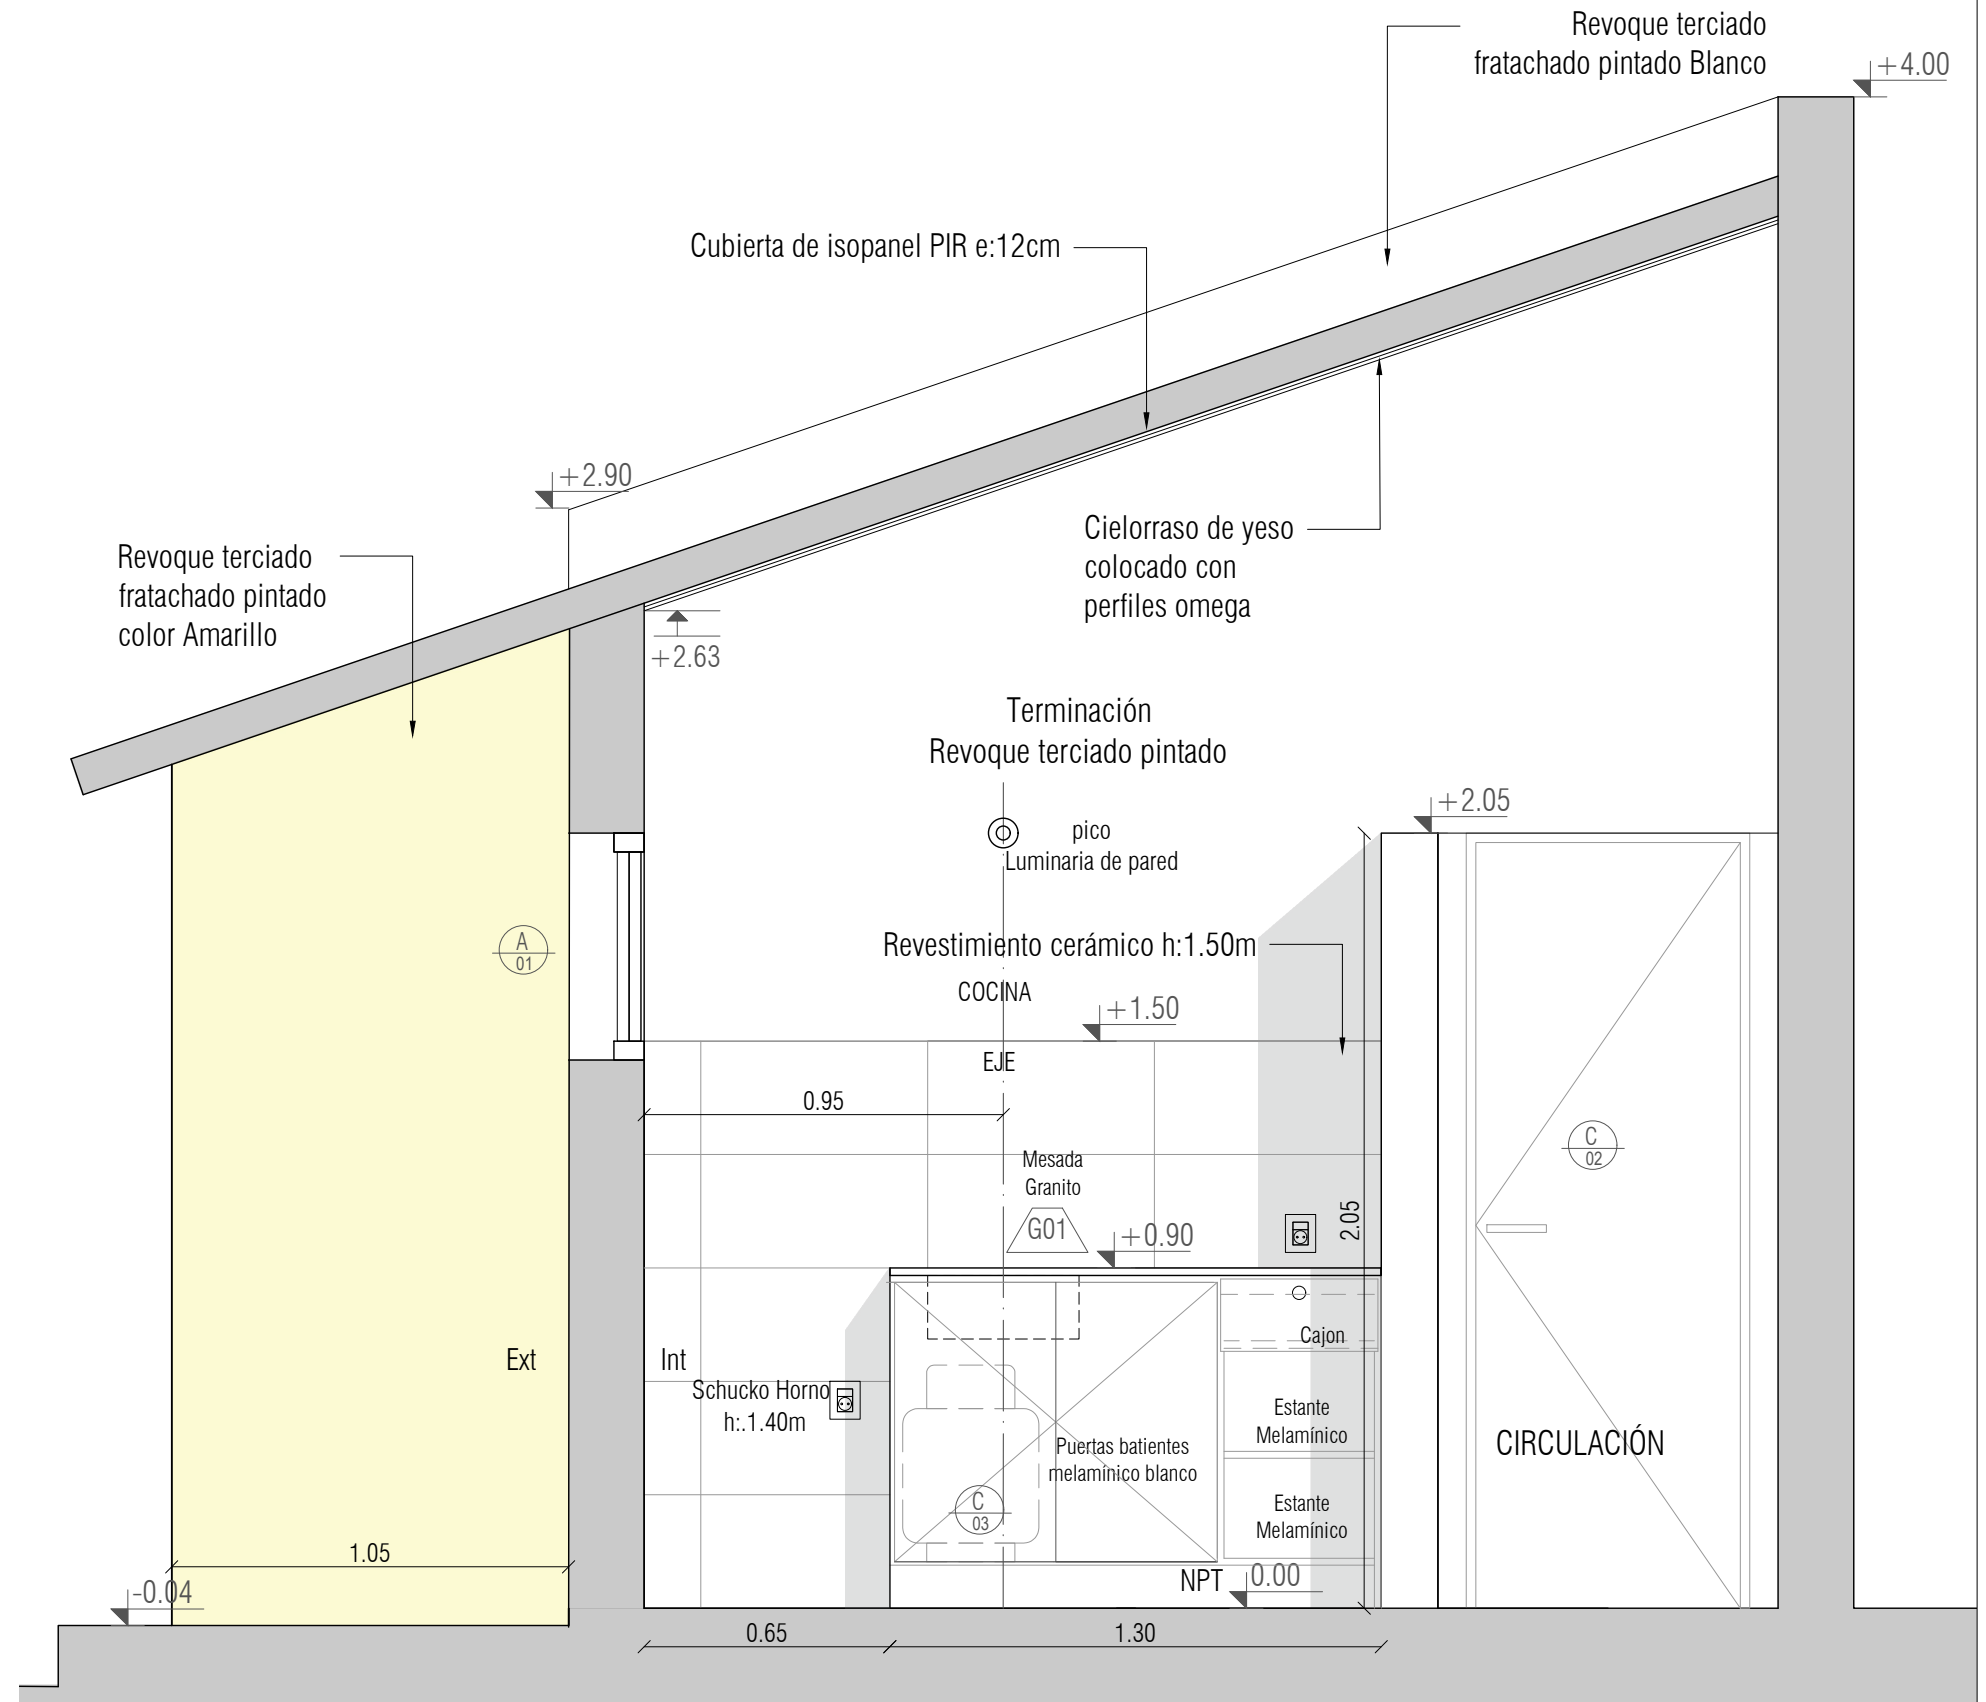 Revoque terciado
fratachado pintado Blanco
+4.00
Cubierta de isopanel PIR e:12cm
+2.90
Revoque terciado
fratachado pintado
color Amarillo
Cielorraso de yeso
colocado con
perfiles omega
+2.63
Terminación
Revoque terciado pintado
+2.05
pico
Luminaria de pared
A
01
Revestimiento cerámico h:1.50m
COCINA
+1.50
EJE
0.95
C
02
Mesada
Granito
G01
+0.90
2.05
Cajon
Ext
Int
Schucko Horno
h:.1.40m
Estante
Melamínico
Puertas batientes
melamínico blanco
CIRCULACIÓN
C
03
Estante
Melamínico
1.05
-0.04
NPT
0.00
0.65
1.30